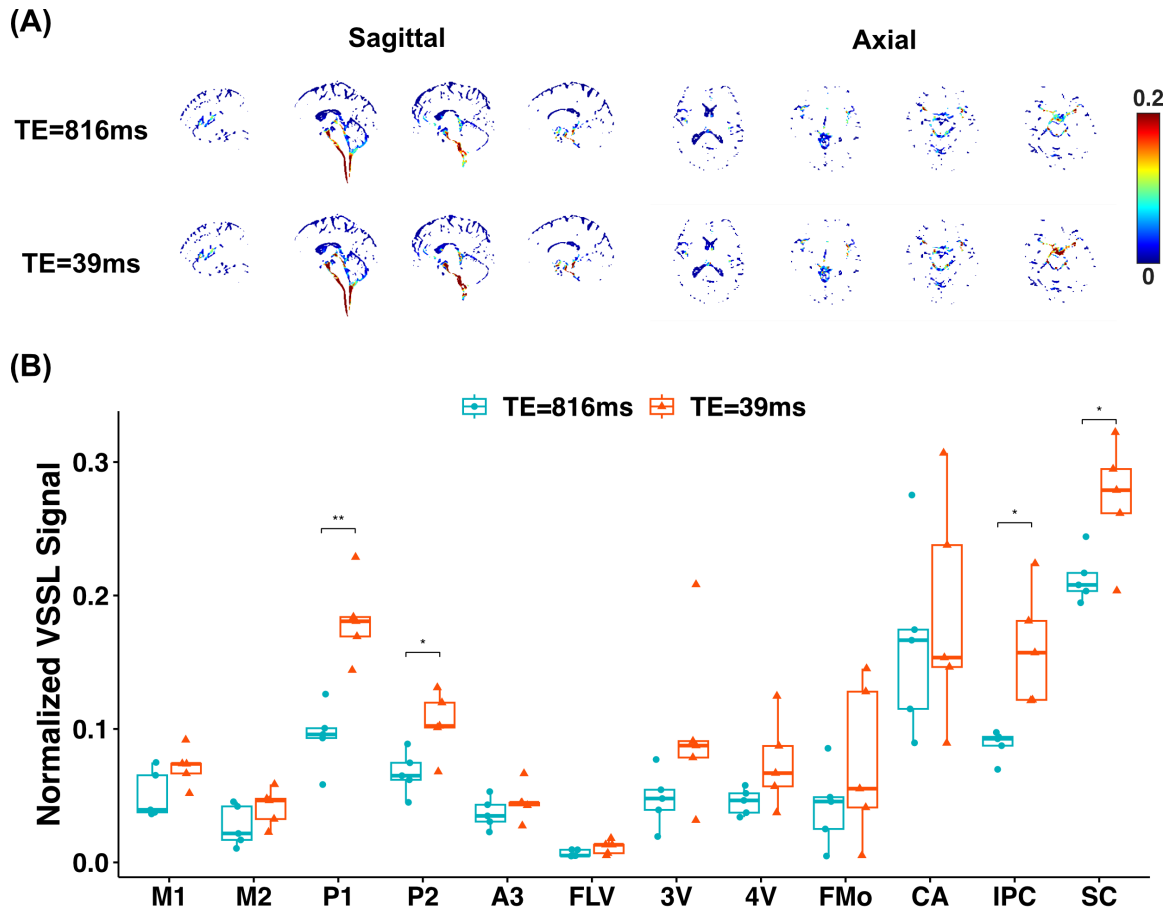 (A)
Sagittal
Axial
TE=816ms
0.2
TE=39ms
0
(B)
TE=816ms
TE=39ms
Normalized VSSL Signal
0.3
0.2
0.1
0.0
**
*
*
*
M1 M2 P1 P2 A3 FLV 3V 4V FMo CA IPC SC